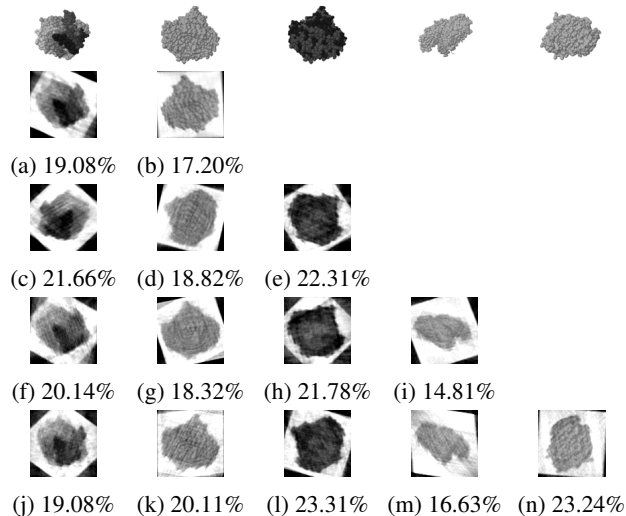 (a) 19.08% (b) 17.20%
(c) 21.66% (d) 18.82% (e) 22.31%
(f) 20.14% (g) 18.32% (h) 21.78% (i) 14.81%
(j) 19.08% (k) 20.11% (l) 23.31% (m) 16.63% (n) 23.24%